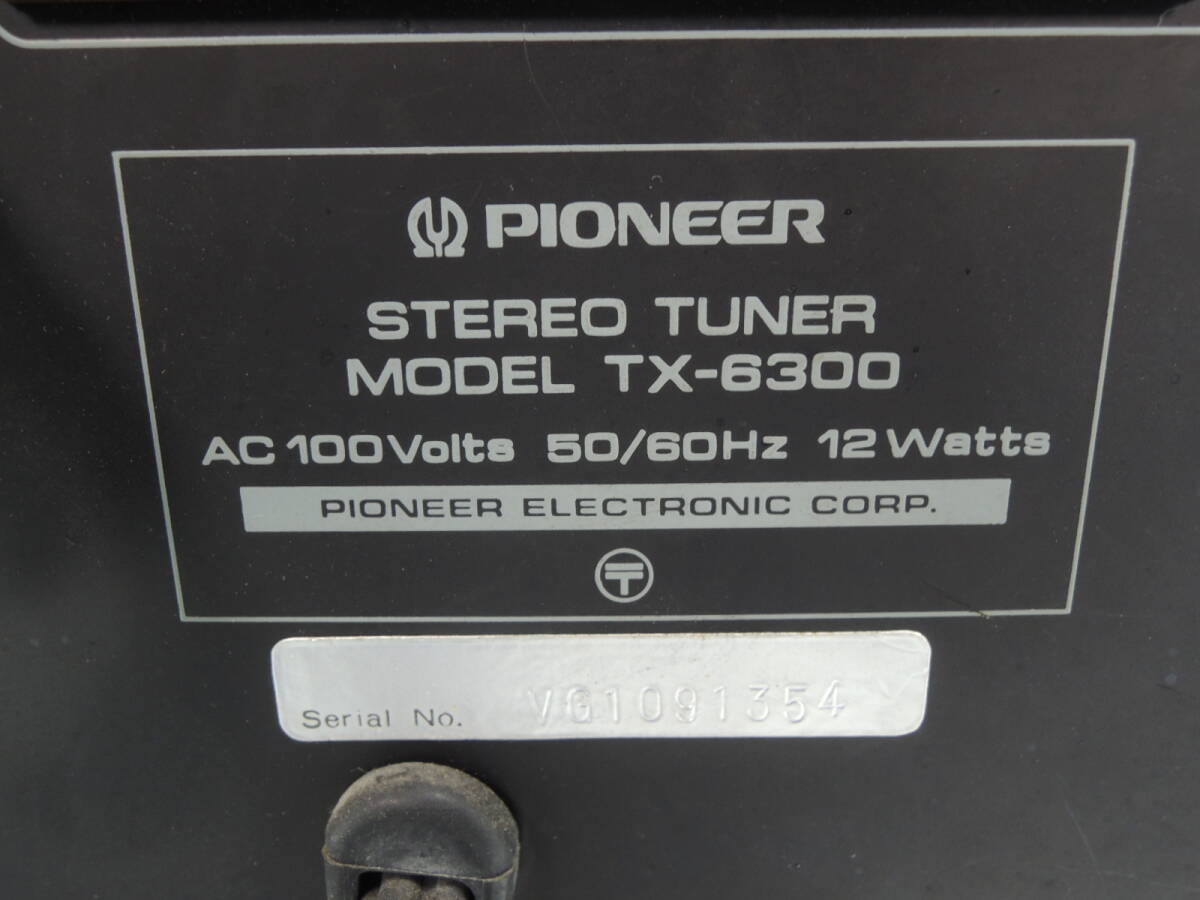 PIONEER
STEREO TUNER
MODEL TX-6300
AC 100Volts 50/60Hz 12Watts
PIONEER ELECTRONIC CORP.
Serial No. VG1091354